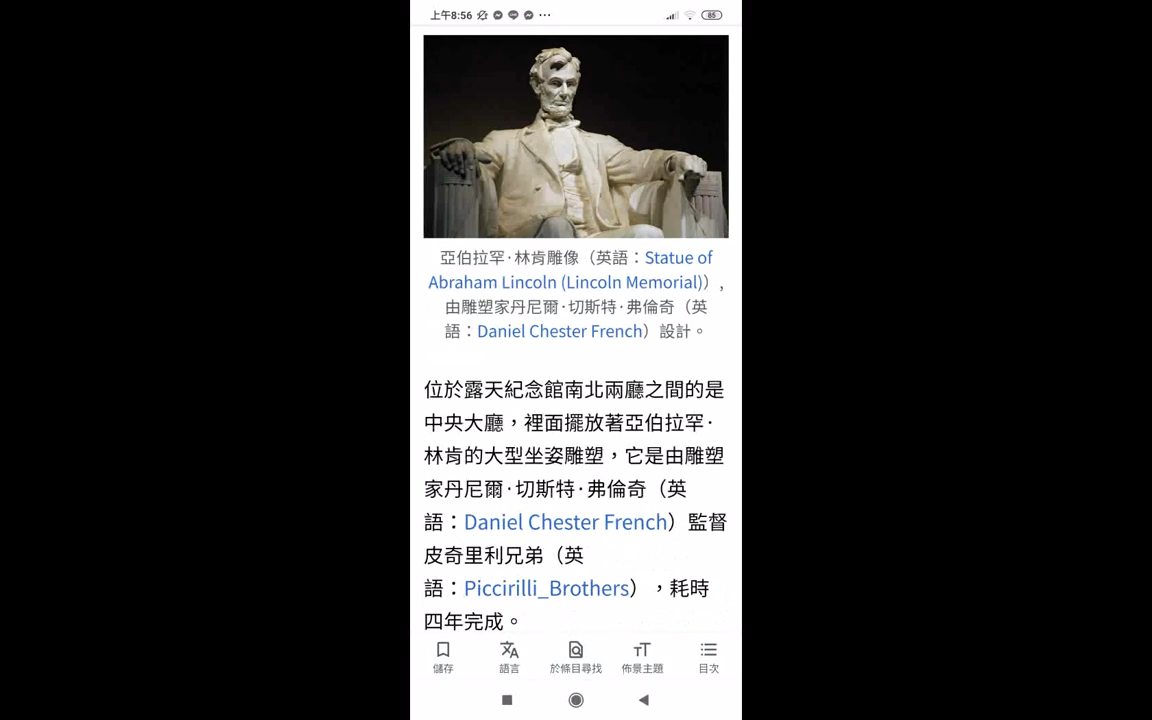 上午8:56
85
亞伯拉罕·林肯雕像（英語：Statue of
Abraham Lincoln (Lincoln Memorial)），
由雕塑家丹尼爾·切斯特·弗倫奇（英
語：Daniel Chester French）設計。
位於露天紀念館南北兩廳之間的是
中央大廳，裡面擺放著亞伯拉罕·
林肯的大型坐姿雕塑，它是由雕塑
家丹尼爾·切斯特·弗倫奇（英
語：Daniel Chester French）監督
皮奇里利兄弟（英
語：Piccirilli_Brothers），耗時
四年完成。
儲存 語言 於條目尋找 佈景主題 目次